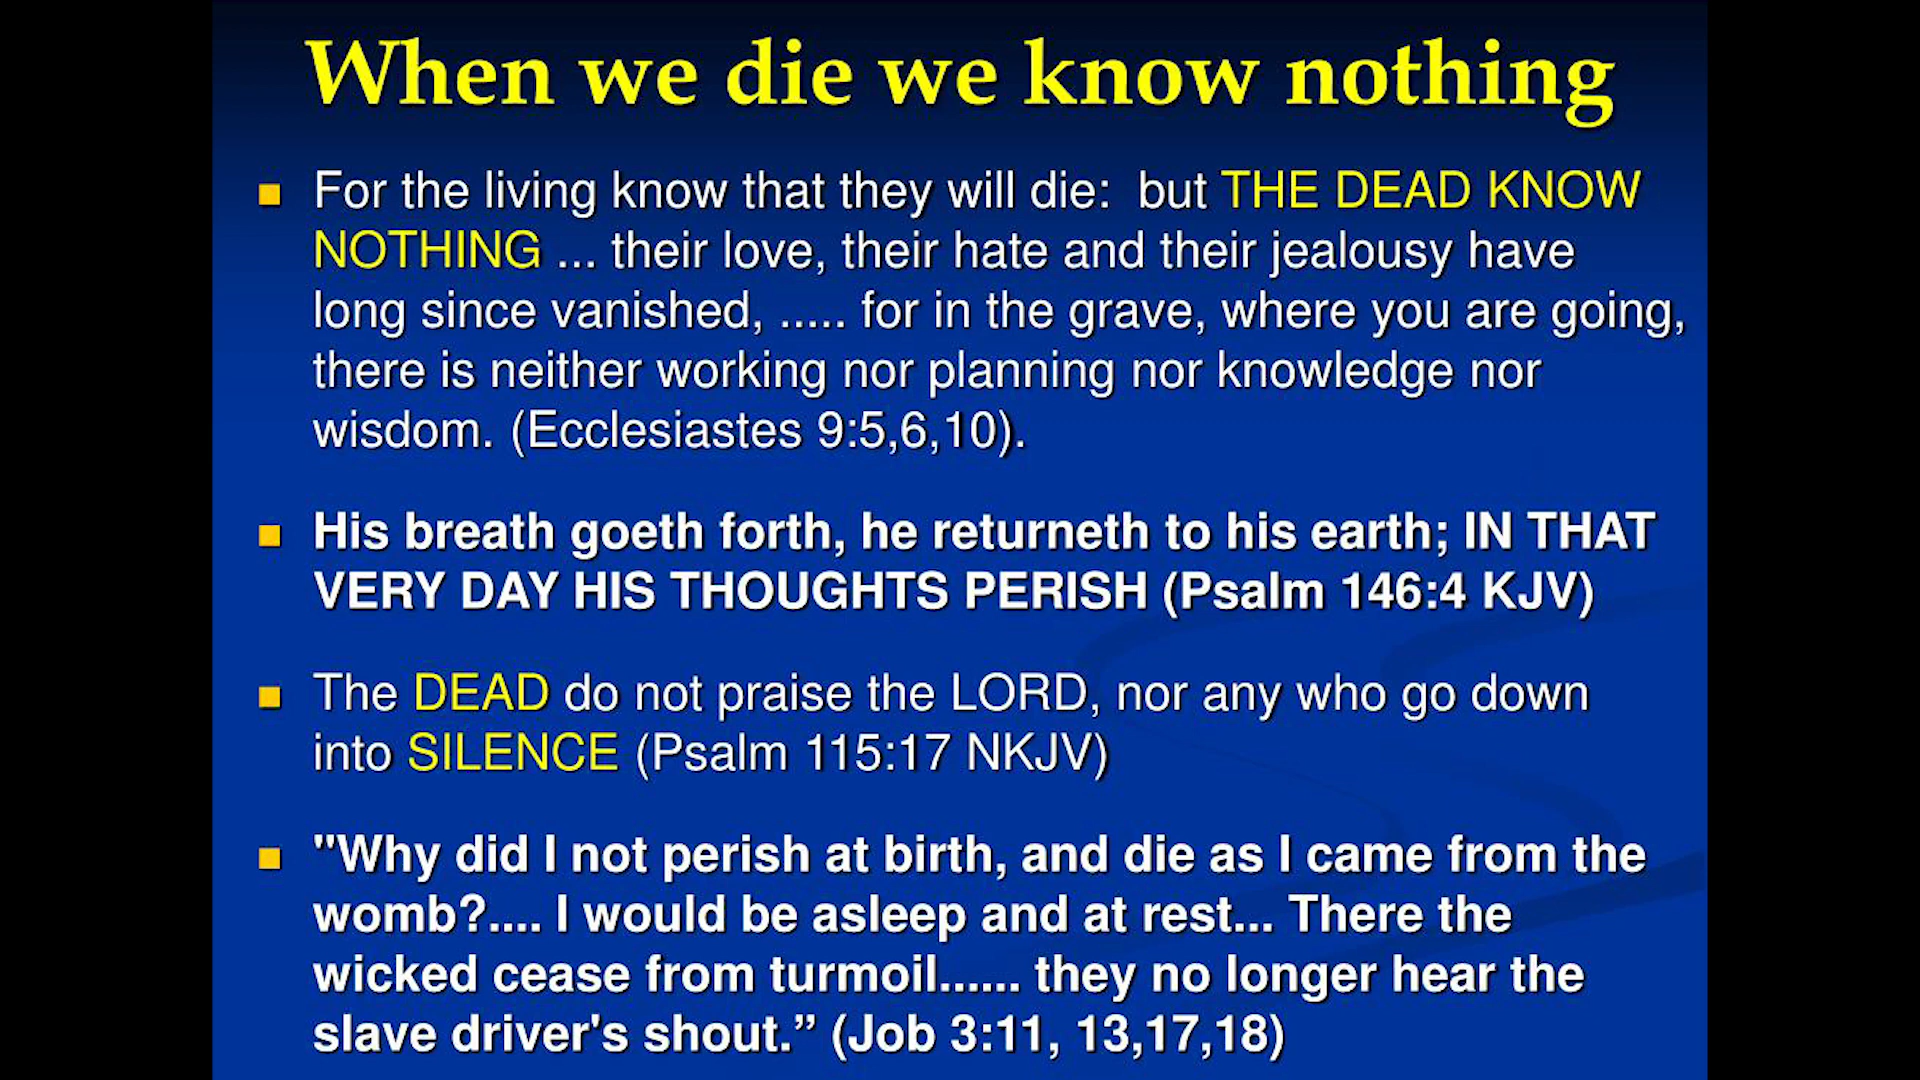 When we die we know nothing
For the living know that they will die:  but THE DEAD KNOW
NOTHING ... their love, their hate and their jealousy have
long since vanished, ..... for in the grave, where you are going,
there is neither working nor planning nor knowledge nor
wisdom. (Ecclesiastes 9:5,6,10).
His breath goeth forth, he returneth to his earth; IN THAT
VERY DAY HIS THOUGHTS PERISH (Psalm 146:4 KJV)
The DEAD do not praise the LORD, nor any who go down
into SILENCE (Psalm 115:17 NKJV)
"Why did I not perish at birth, and die as I came from the
womb?.... I would be asleep and at rest... There the
wicked cease from turmoil...... they no longer hear the
slave driver's shout.” (Job 3:11, 13,17,18)